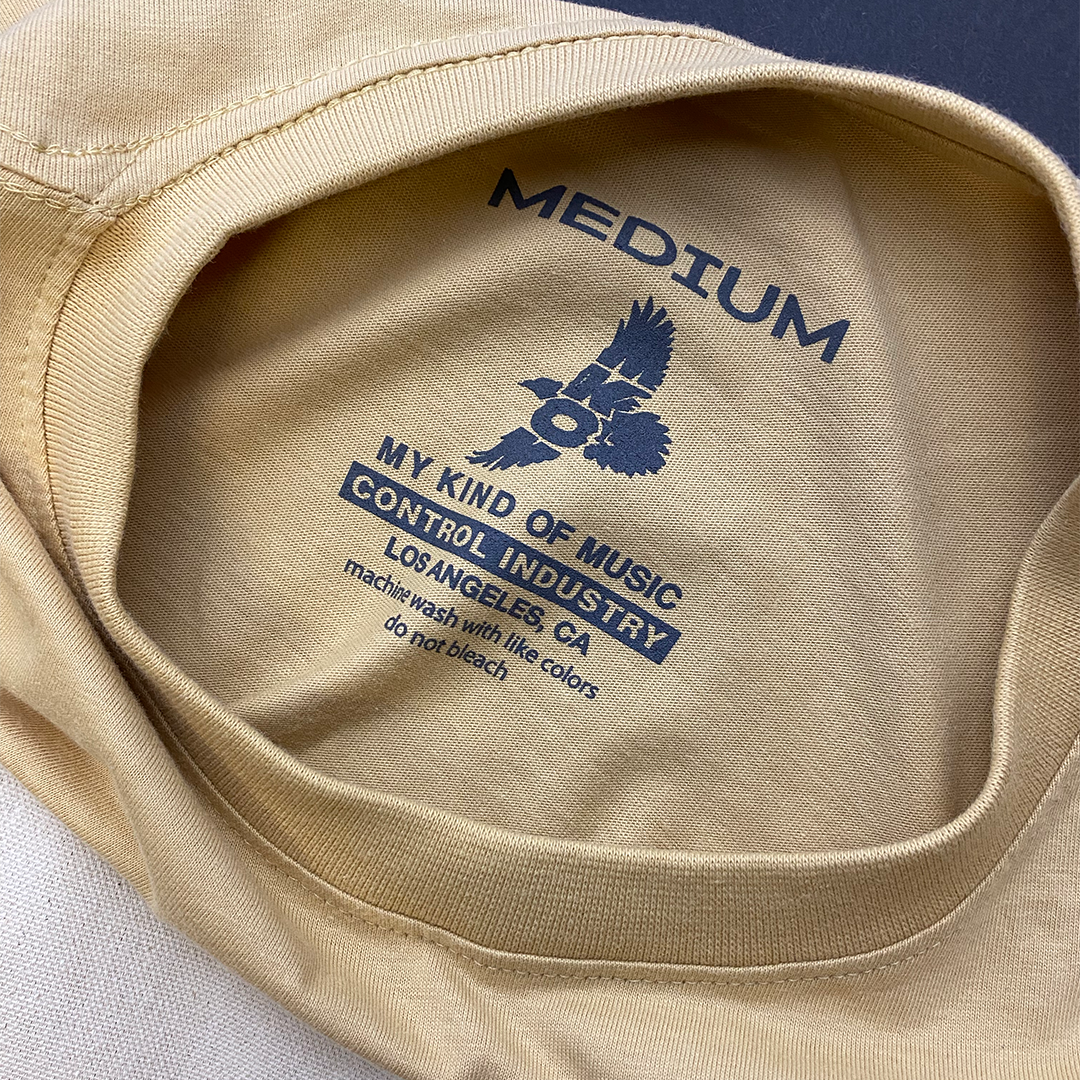 MEDIUM
MKO
MY KIND OF MUSIC
CONTROL INDUSTRY
LOS ANGELES, CA
machine wash with like colors
do not bleach